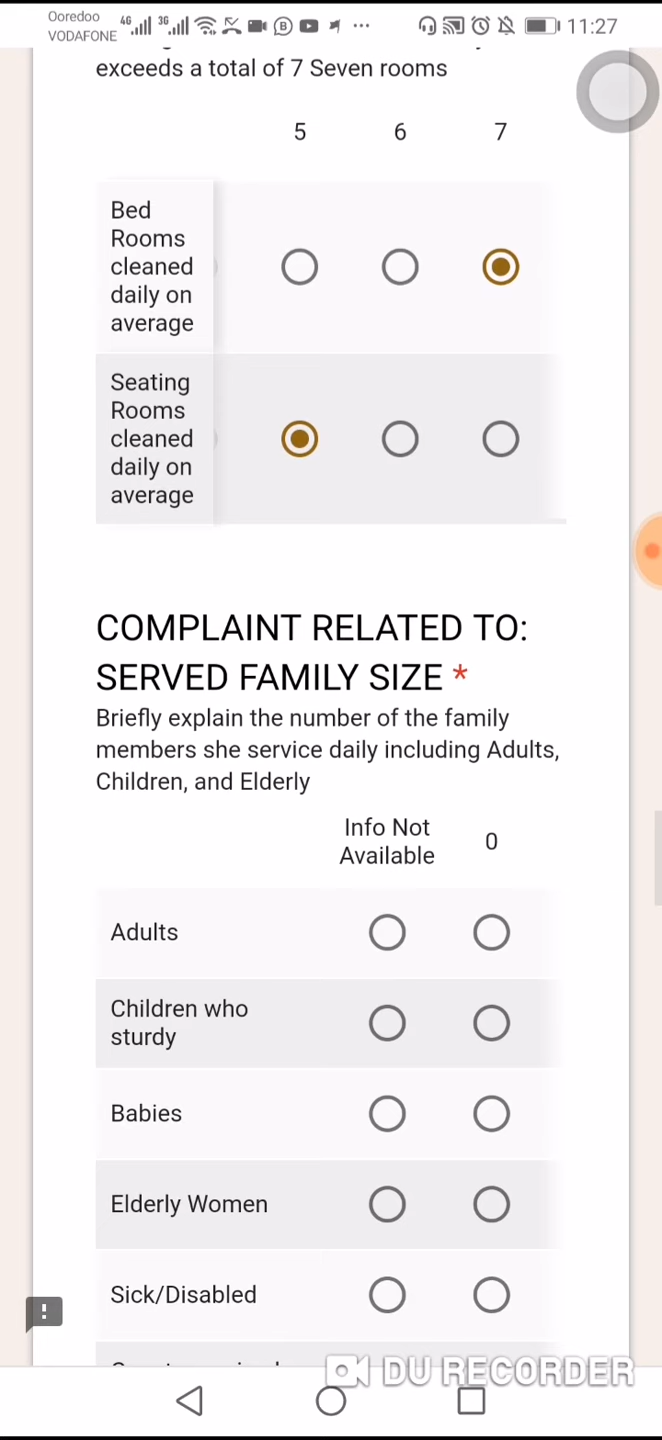 Ooredoo
VODAFONE
4G
3G
B
11:27
exceeds a total of 7 Seven rooms
5 6 7
Bed
Rooms
cleaned
daily on
average
Seating
Rooms
cleaned
daily on
average
COMPLAINT RELATED TO:
SERVED FAMILY SIZE *
Briefly explain the number of the family
members she service daily including Adults,
Children, and Elderly
Info Not
Available
0
Adults
Children who
sturdy
Babies
Elderly Women
Sick/Disabled
DU RECORDER